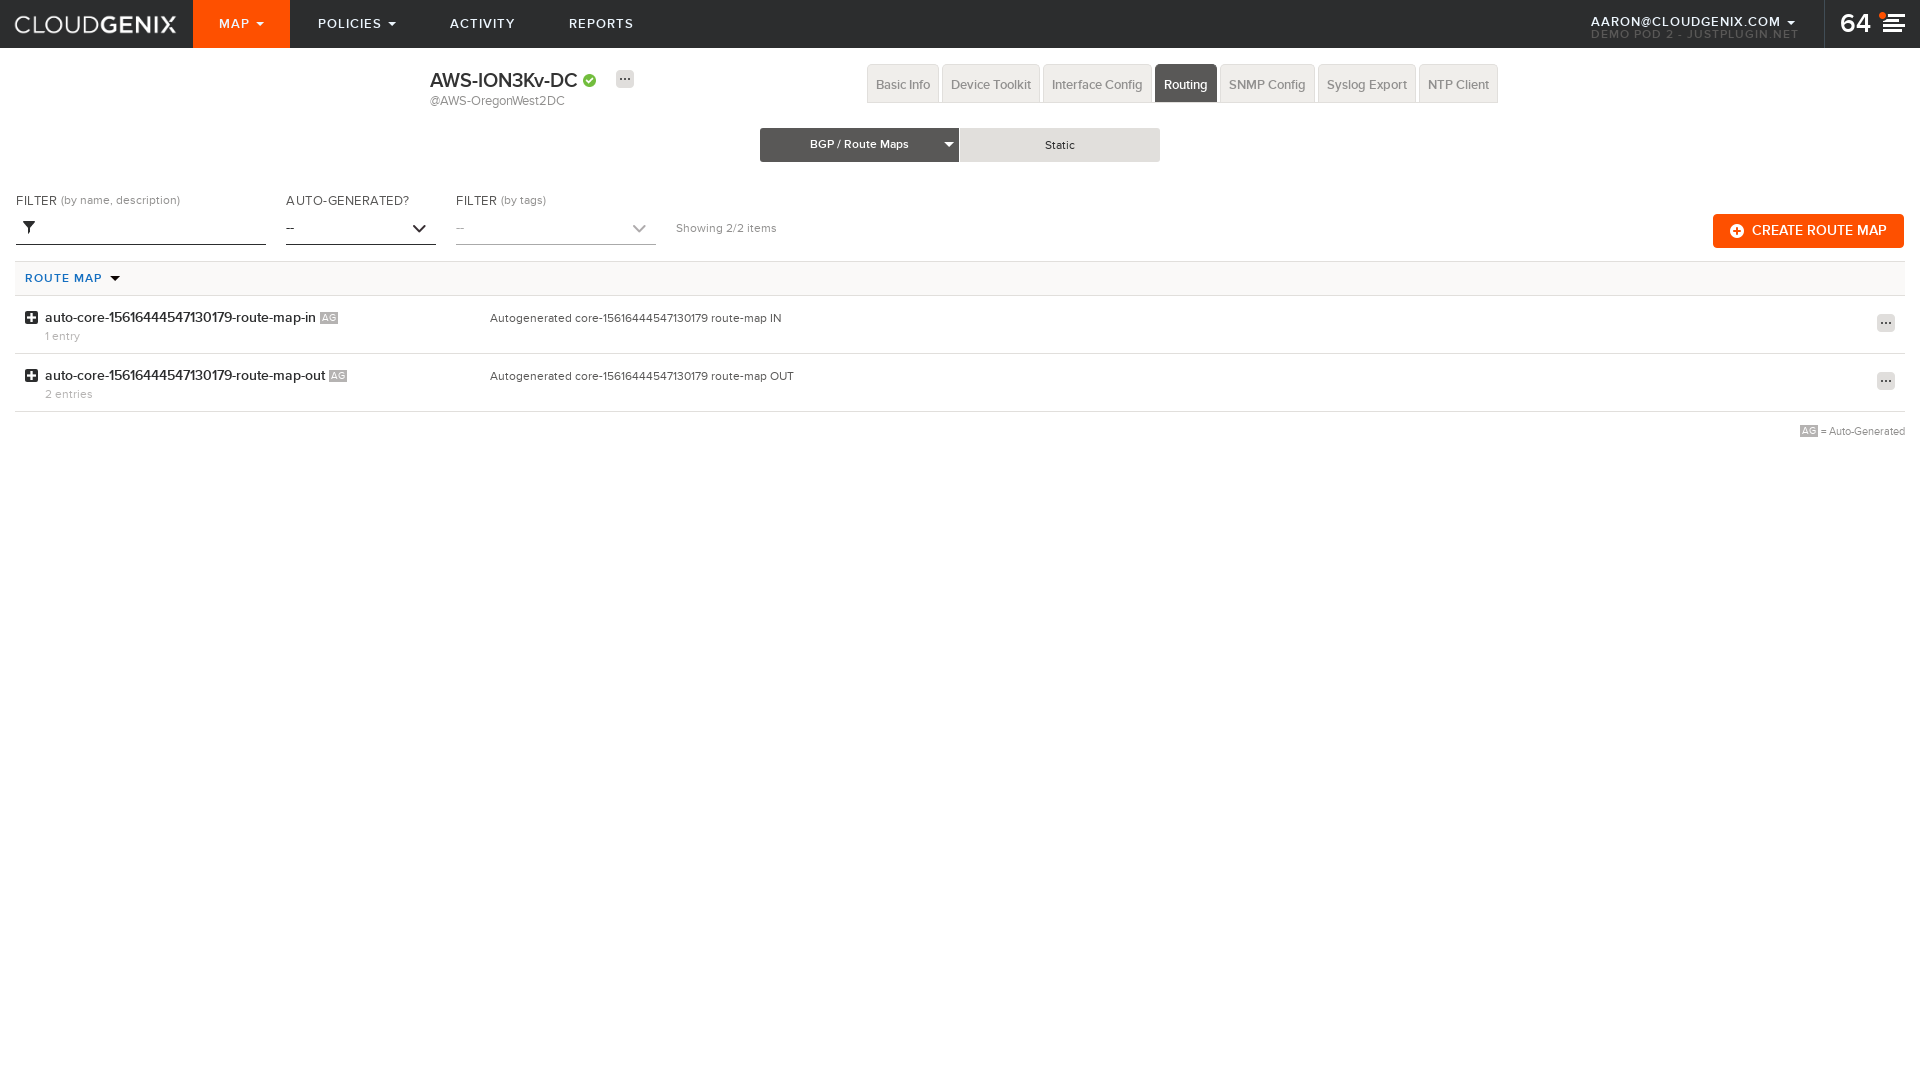 CLOUDGENIX
MAP
POLICIES
ACTIVITY
REPORTS
AARON@CLOUDGENIX.COM
DEMO POD 2 - JUSTPLUGIN.NET
64
AWS-ION3Kv-DC
@AWS-OregonWest2DC
Basic Info
Device Toolkit
Interface Config
Routing
SNMP Config
Syslog Export
NTP Client
BGP / Route Maps
Static
FILTER (by name, description)
AUTO-GENERATED?
--
FILTER (by tags)
--
Showing 2/2 items
CREATE ROUTE MAP
ROUTE MAP
auto-core-15616444547130179-route-map-in AG
1 entry
Autogenerated core-15616444547130179 route-map IN
auto-core-15616444547130179-route-map-out AG
2 entries
Autogenerated core-15616444547130179 route-map OUT
AG = Auto-Generated